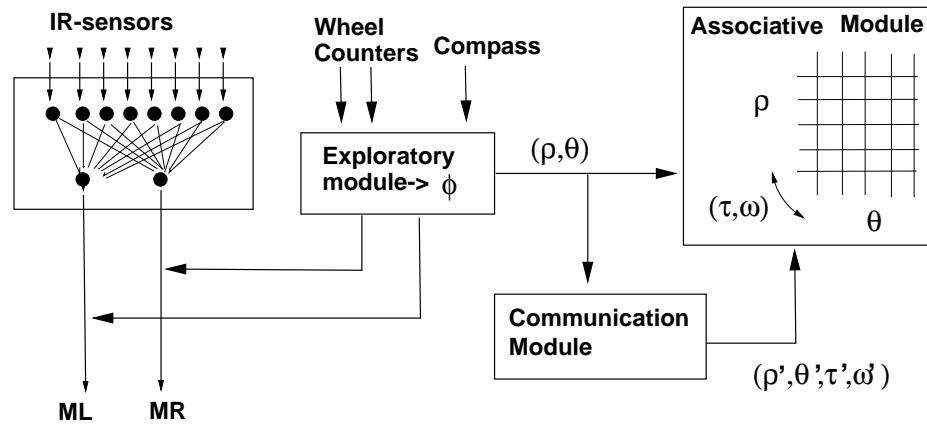 IR-sensors
Wheel
Counters
Compass
Associative Module
ρ
(τ,ω)
θ
Exploratory
module-> ϕ
(ρ,θ)
Communication
Module
(ρ',θ',τ',ω')
ML MR